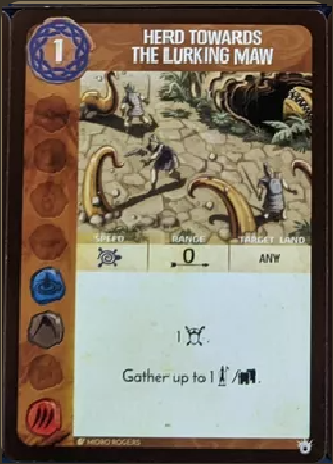 1
HERD TOWARDS
THE LURKING MAW
SPEED RANGE TARGET LAND
0 ANY
1 .
Gather up to 1 / .
MORO ROGERS